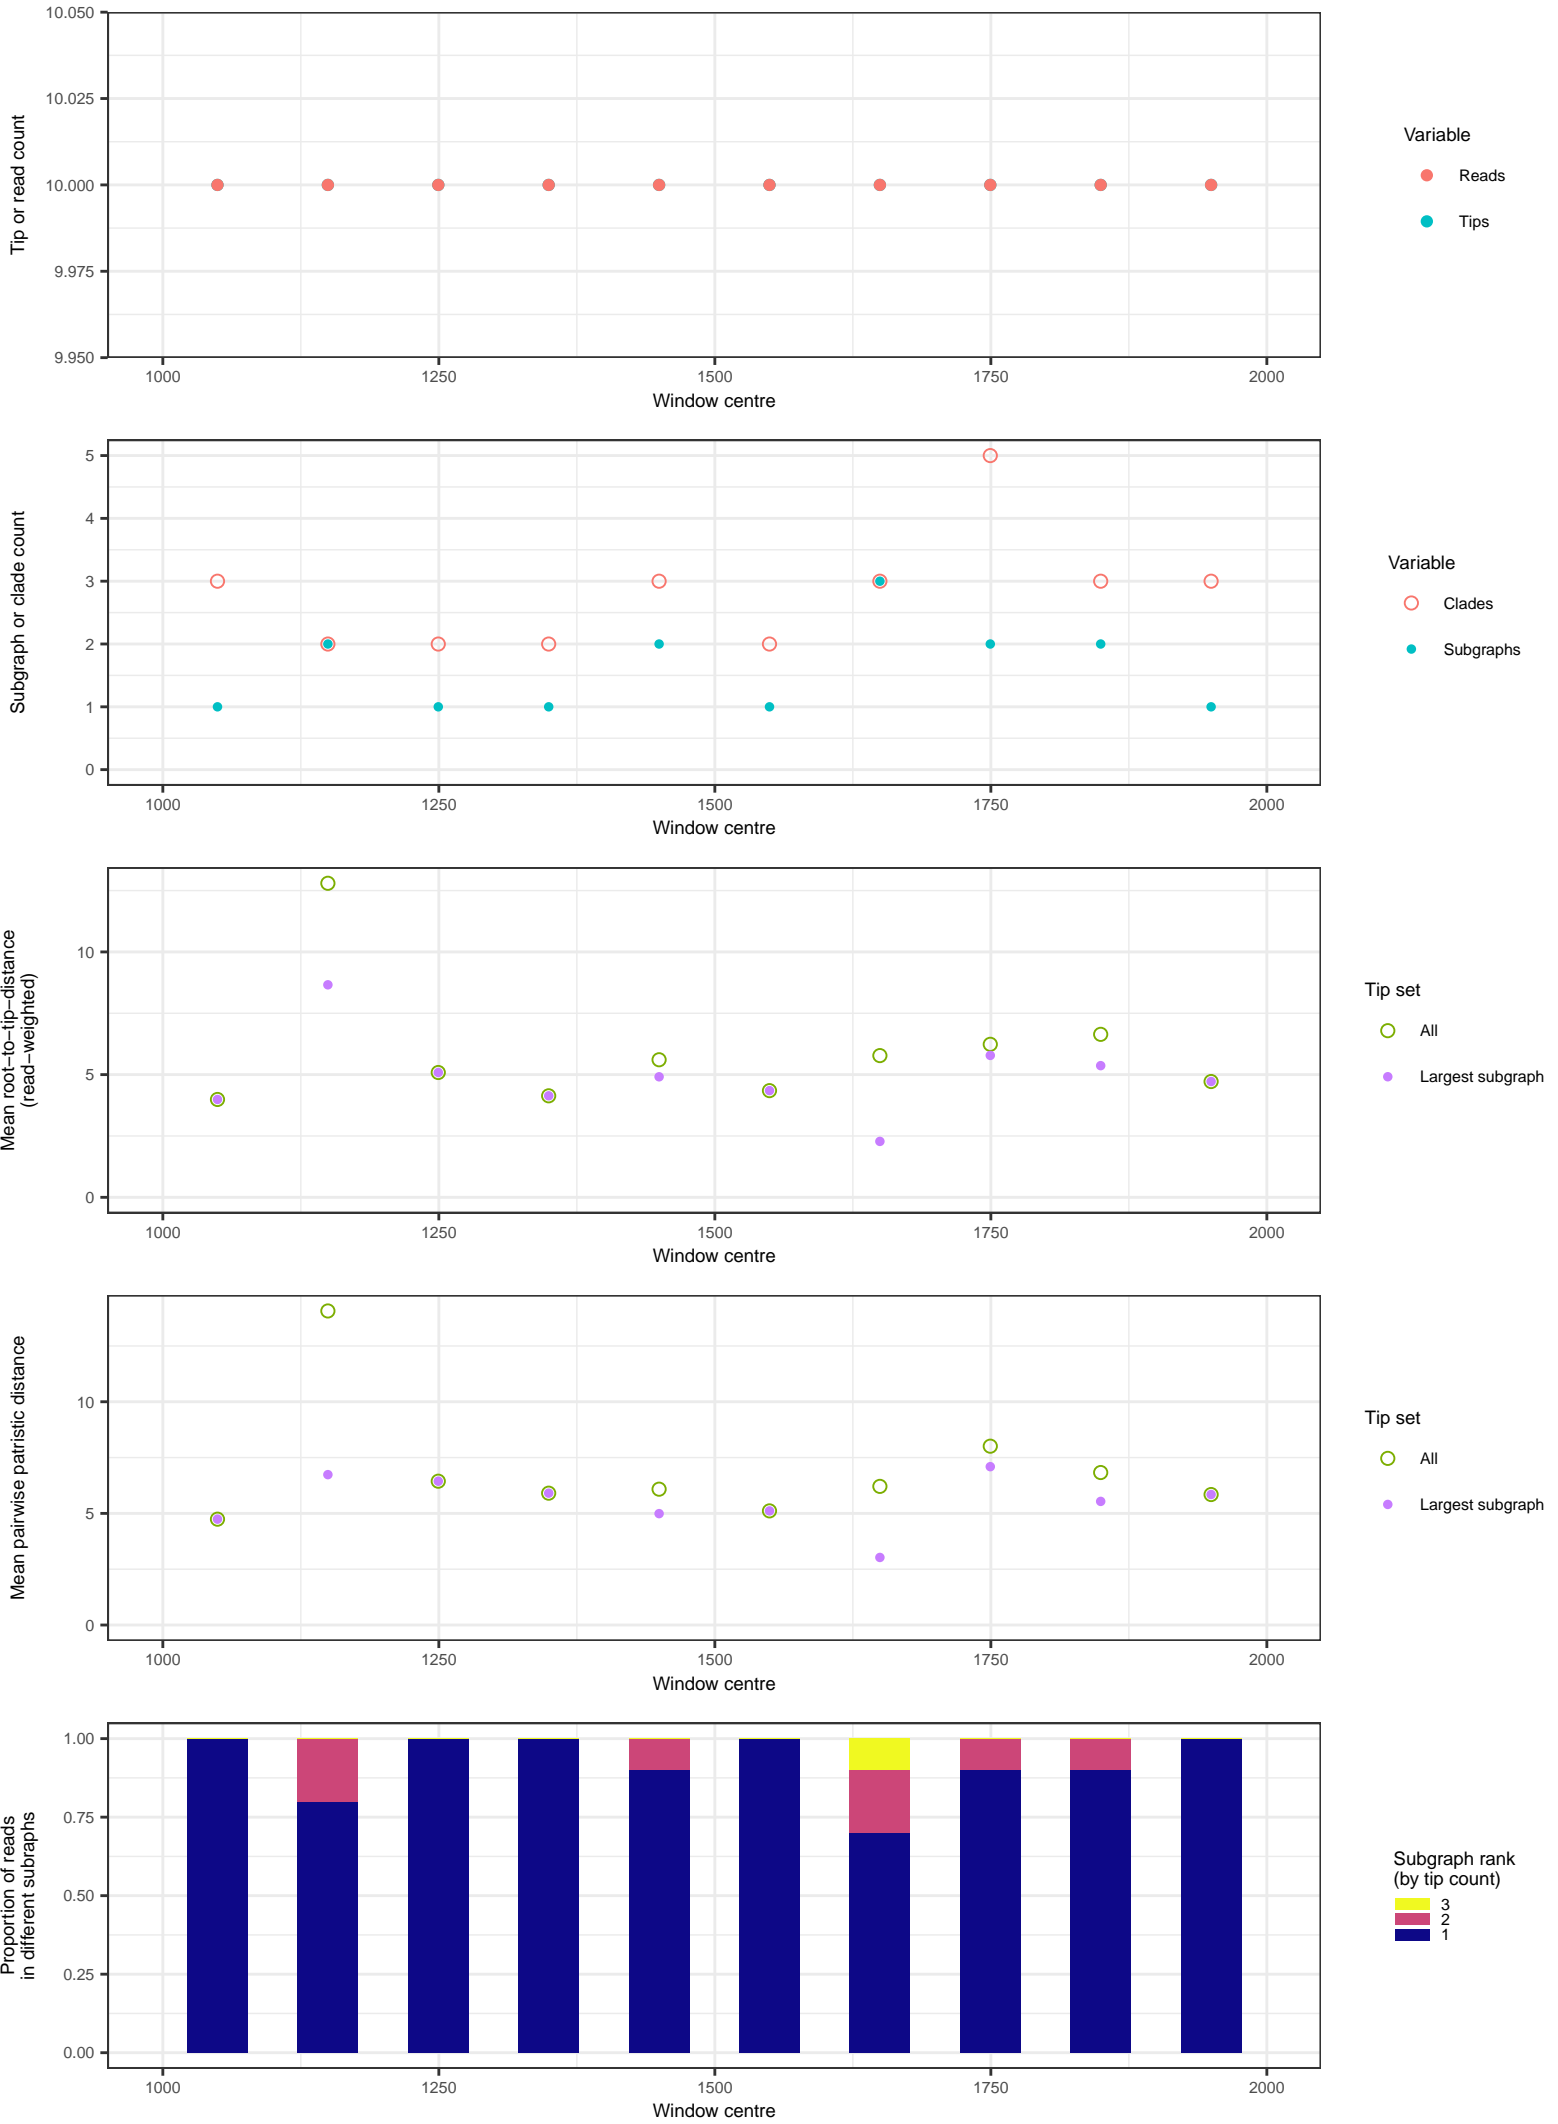 10.050
10.025
10.000
9.975
9.950
Tip or read count
1000 1250 1500 1750 2000
Window centre
Variable
Reads
Tips
5
4
3
2
1
0
Subgraph or clade count
1000 1250 1500 1750 2000
Window centre
Variable
Clades
Subgraphs
10
5
0
Mean root−to−tip−distance
(read−weighted)
1000 1250 1500 1750 2000
Window centre
Tip set
All
Largest subgraph
10
5
0
Mean pairwise patristic distance
1000 1250 1500 1750 2000
Window centre
Tip set
All
Largest subgraph
1.00
0.75
0.50
0.25
0.00
Proportion of reads
in different subraphs
1000 1250 1500 1750 2000
Window centre
Subgraph rank
(by tip count)
3
2
1